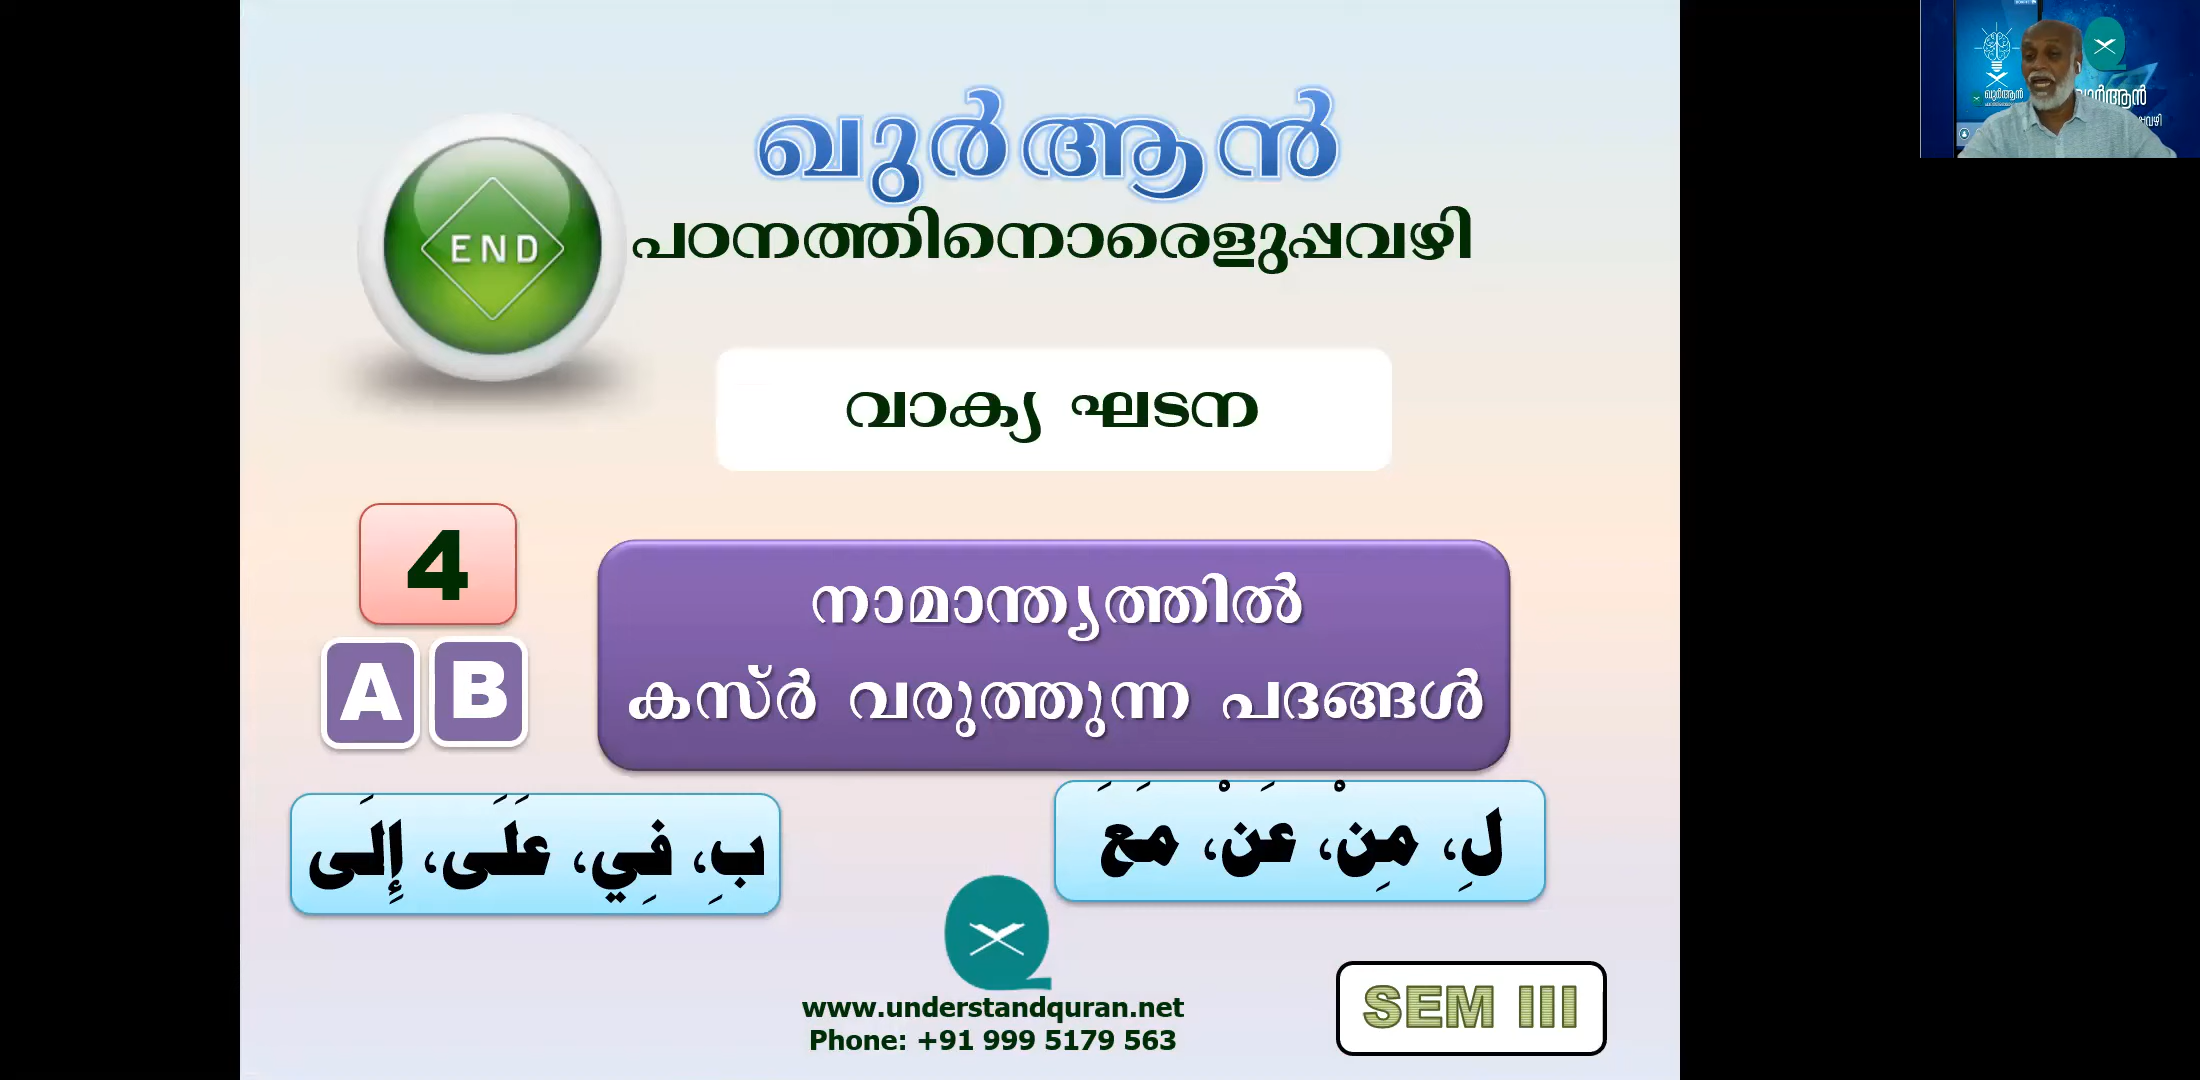 ഖുർആൻ
END
പഠനത്തിനൊരെളുപ്പവഴി
വാക്യ ഘടന
4
A B
നാമാന്ത്യത്തിൽ
കസ്ർ വരുത്തുന്ന പദങ്ങൾ
لِ، مِنْ، عَنْ، مَعَ
بِ، فِي، عَلَى، إِلَى
www.understandquran.net
Phone: +91 999 5179 563
SEM III
ഖുർആൻ